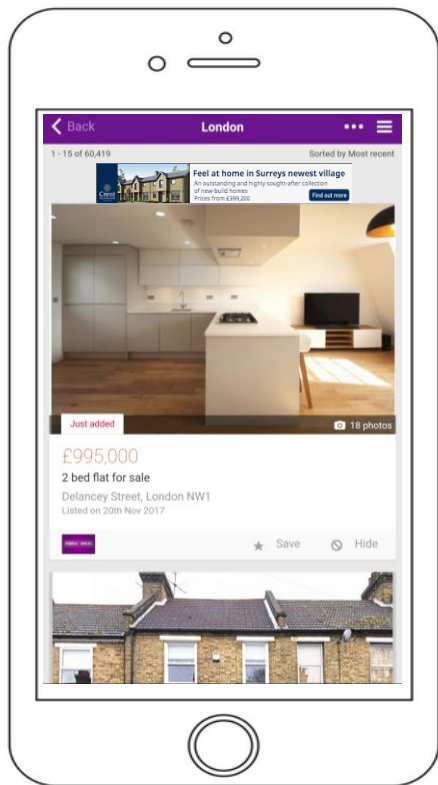 Back
London
1 - 15 of 60,419
Sorted by Most recent
Crest
Feel at home in Surreys newest village
An outstanding and highly sought-after collection
of new-build homes
Prices from £399,200
Find out more
Just added
18 photos
£995,000
2 bed flat for sale
Delancey Street, London NW1
Listed on 20th Nov 2017
Save
Hide